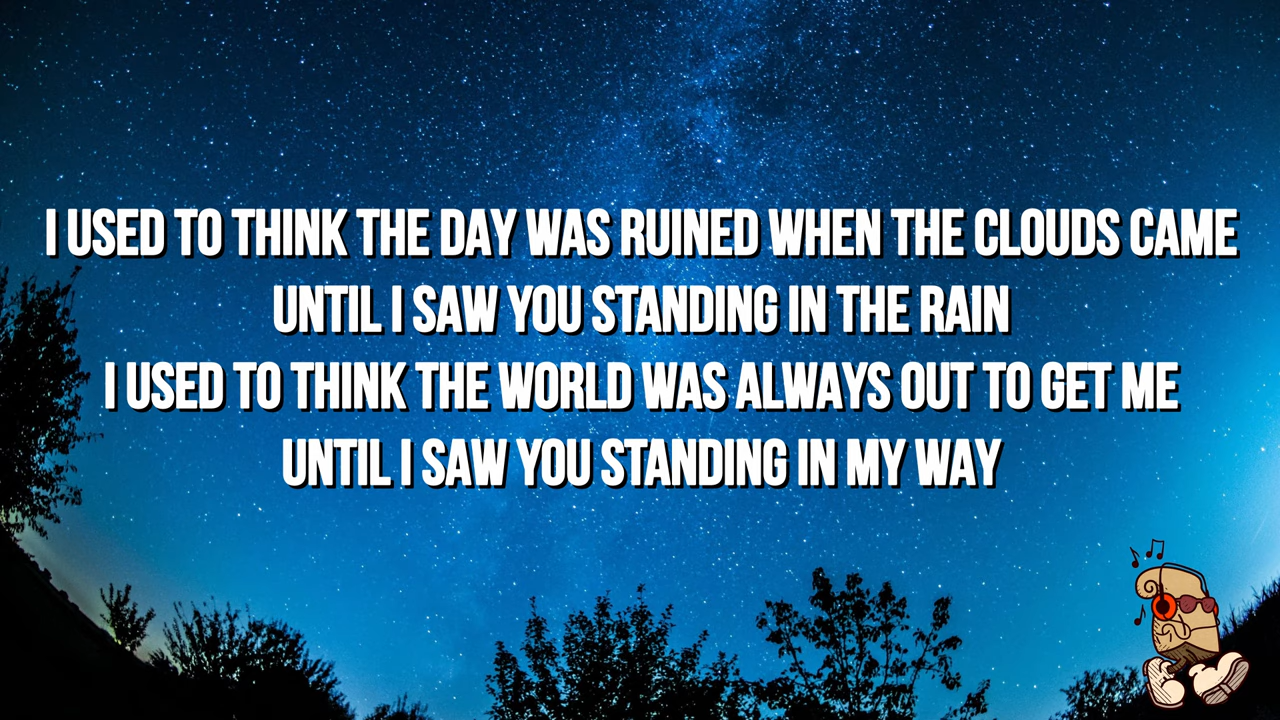 I USED TO THINK THE DAY WAS RUINED WHEN THE CLOUDS CAME
UNTIL I SAW YOU STANDING IN THE RAIN
I USED TO THINK THE WORLD WAS ALWAYS OUT TO GET ME
UNTIL I SAW YOU STANDING IN MY WAY